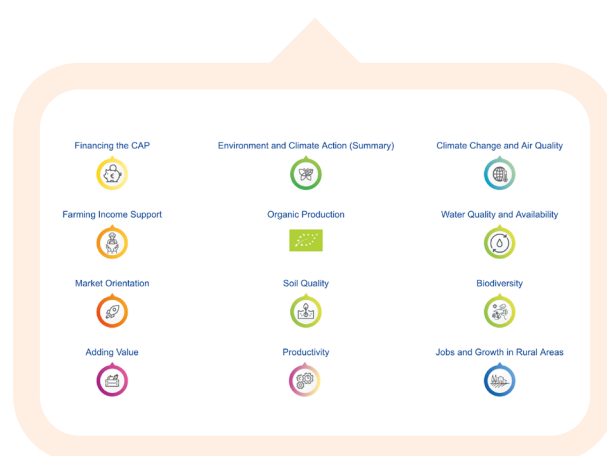 Financing the CAP
Environment and Climate Action (Summary)
Climate Change and Air Quality
Farming Income Support
Organic Production
Water Quality and Availability
Market Orientation
Soil Quality
Biodiversity
Adding Value
Productivity
Jobs and Growth in Rural Areas